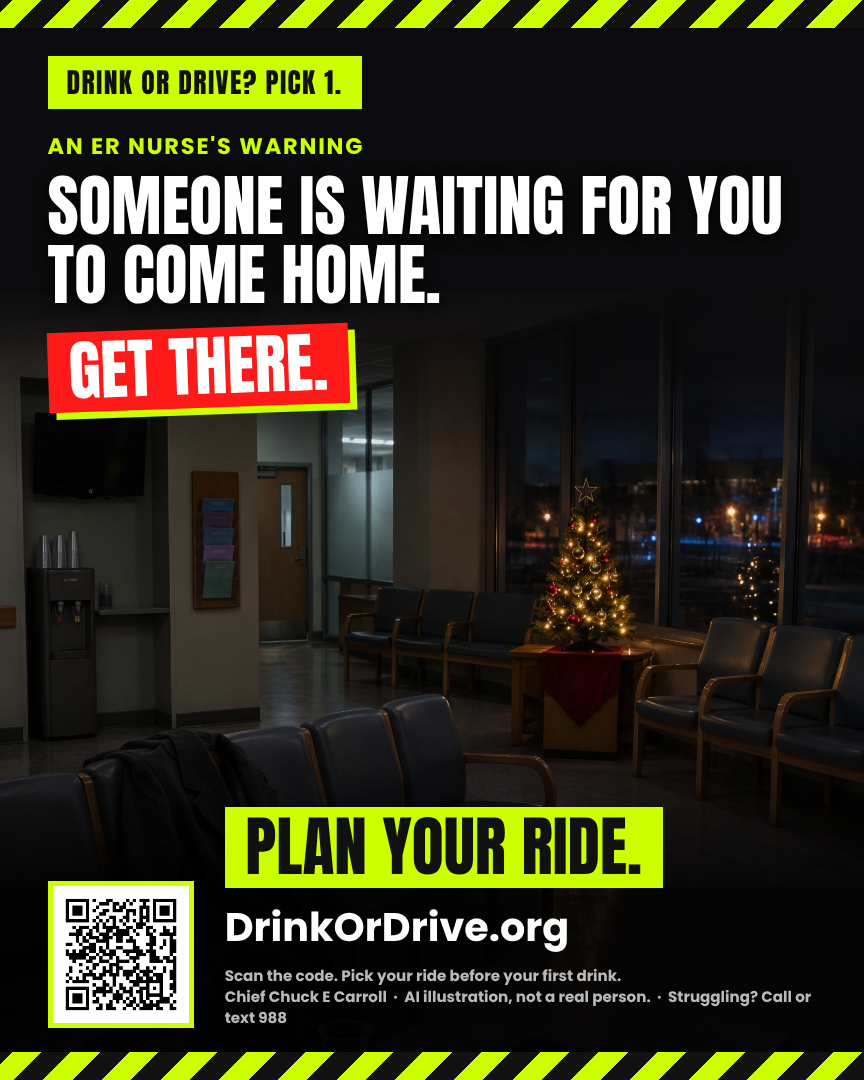 DRINK OR DRIVE? PICK 1.
AN ER NURSE'S WARNING
SOMEONE IS WAITING FOR YOU
TO COME HOME.
GET THERE.
PLAN YOUR RIDE.
DrinkOrDrive.org
Scan the code. Pick your ride before your first drink.
Chief Chuck E Carroll · AI illustration, not a real person. · Struggling? Call or
text 988